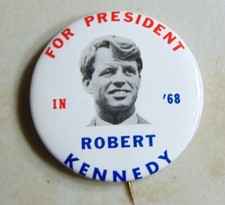 FOR PRESIDENT
IN '68
ROBERT
KENNEDY